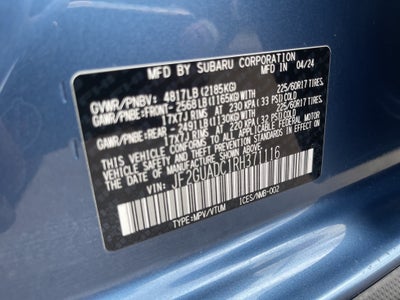 MFD BY SUBARU CORPORATION MFD IN 04/24
GVWR/PNBV: 4817LB(2185KG)
GAWR/PNBE:FRONT- 2568LB(1165KG) 225/60R17 TIRES.
17X7J RIMS AT 230 KPA(33 PSI)COLD
GAWR/PNBE:REAR - 2491LB(1130KG) 225/60R17 TIRES.
17X7J RIMS AT 220 KPA(32 PSI)COLD
THIS VEHICLE CONFORMS TO ALL APPLICABLE FEDERAL MOTOR
VEHICLE SAFETY AND THEFT PREVENTION STANDARDS IN
EFFECT ON THE DATE OF MANUFACTURE SHOWN ABOVE.
VIN: JF2GUADC1RH371116
TYPE:MPV/VTUM ICES/NMB-002